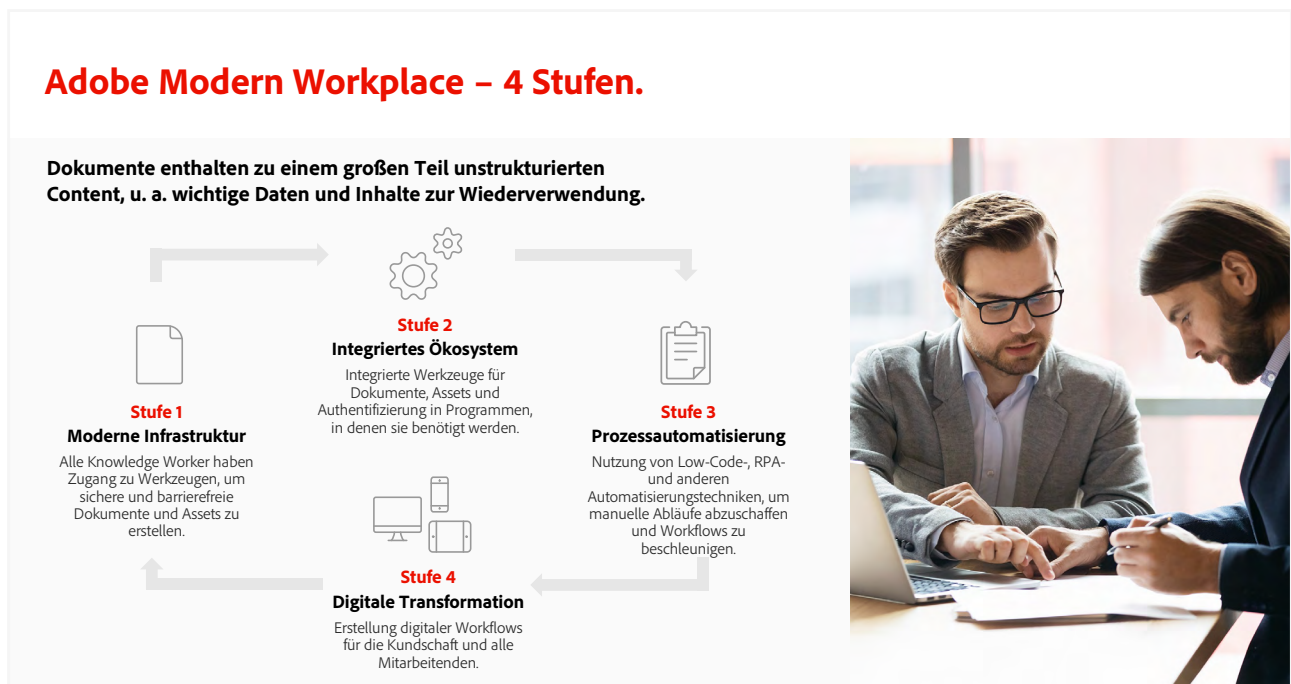 Adobe Modern Workplace – 4 Stufen.
Dokumente enthalten zu einem großen Teil unstrukturierten
Content, u. a. wichtige Daten und Inhalte zur Wiederverwendung.
Stufe 1
Moderne Infrastruktur
Alle Knowledge Worker haben
Zugang zu Werkzeugen, um
sichere und barrierefreie
Dokumente und Assets zu
erstellen.
Stufe 2
Integriertes Ökosystem
Integrierte Werkzeuge für
Dokumente, Assets und
Authentifizierung in Programmen,
in denen sie benötigt werden.
Stufe 3
Prozessautomatisierung
Nutzung von Low-Code-, RPA-
und anderen
Automatisierungstechniken, um
manuelle Abläufe abzuschaffen
und Workflows zu
beschleunigen.
Stufe 4
Digitale Transformation
Erstellung digitaler Workflows
für die Kundschaft und alle
Mitarbeitenden.